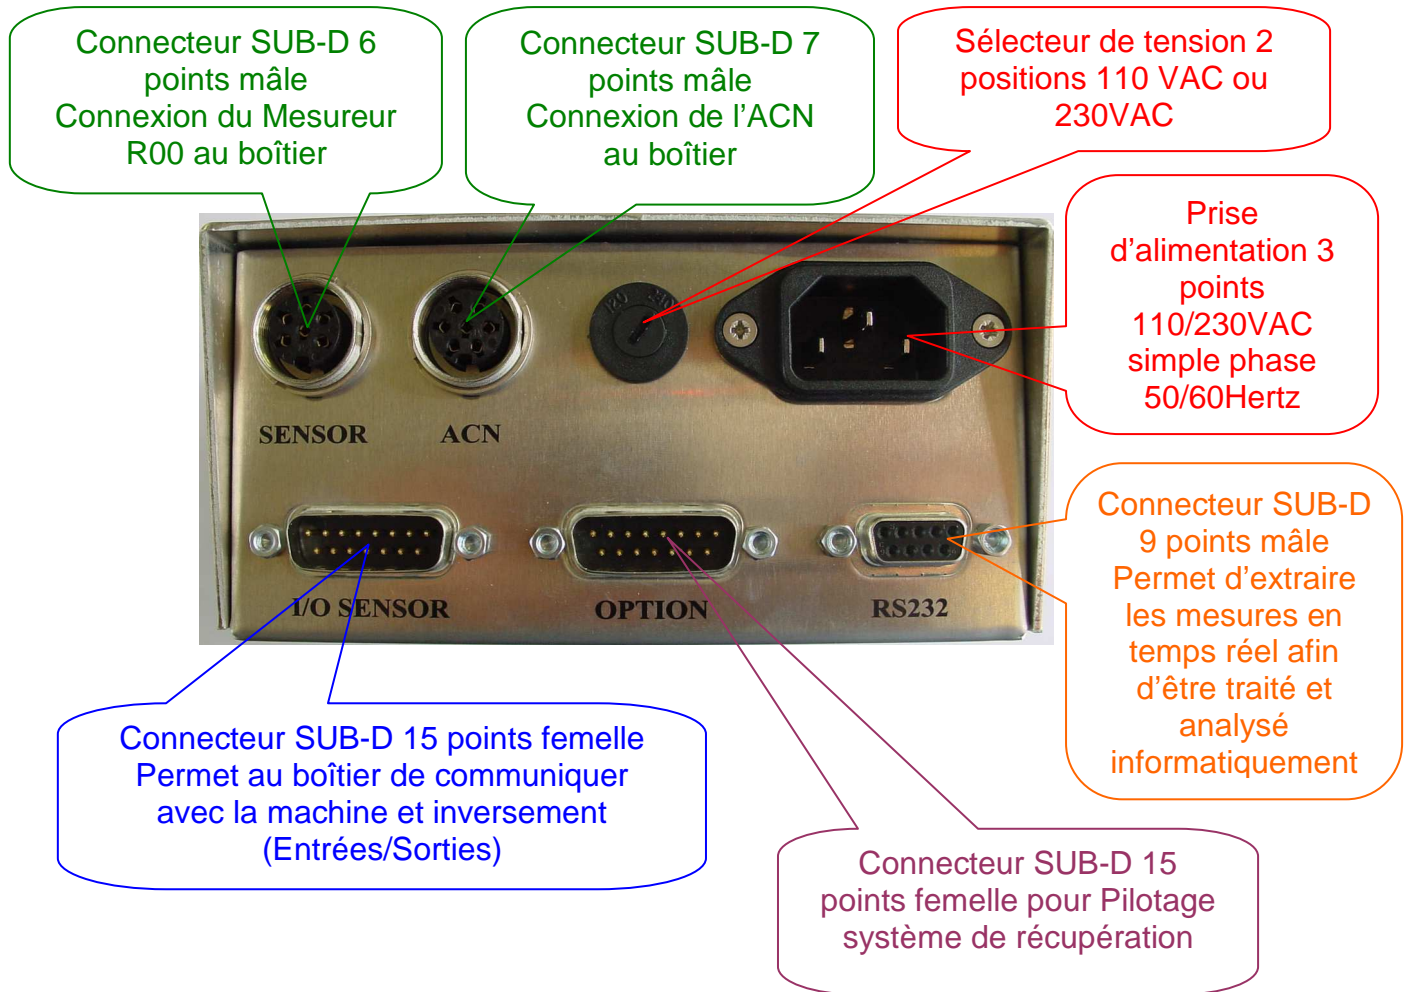 Connecteur SUB-D 6
points mâle
Connexion du Mesureur
R00 au boîtier
Connecteur SUB-D 7
points mâle
Connexion de l’ACN
au boîtier
Sélecteur de tension 2
positions 110 VAC ou
230VAC
Prise
d’alimentation 3
points
110/230VAC
simple phase
50/60Hertz
SENSOR
ACN
I/O SENSOR
OPTION
RS232
Connecteur SUB-D
9 points mâle
Permet d’extraire
les mesures en
temps réel afin
d’être traité et
analysé
informatiquement
Connecteur SUB-D 15 points femelle
Permet au boîtier de communiquer
avec la machine et inversement
(Entrées/Sorties)
Connecteur SUB-D 15
points femelle pour Pilotage
système de récupération